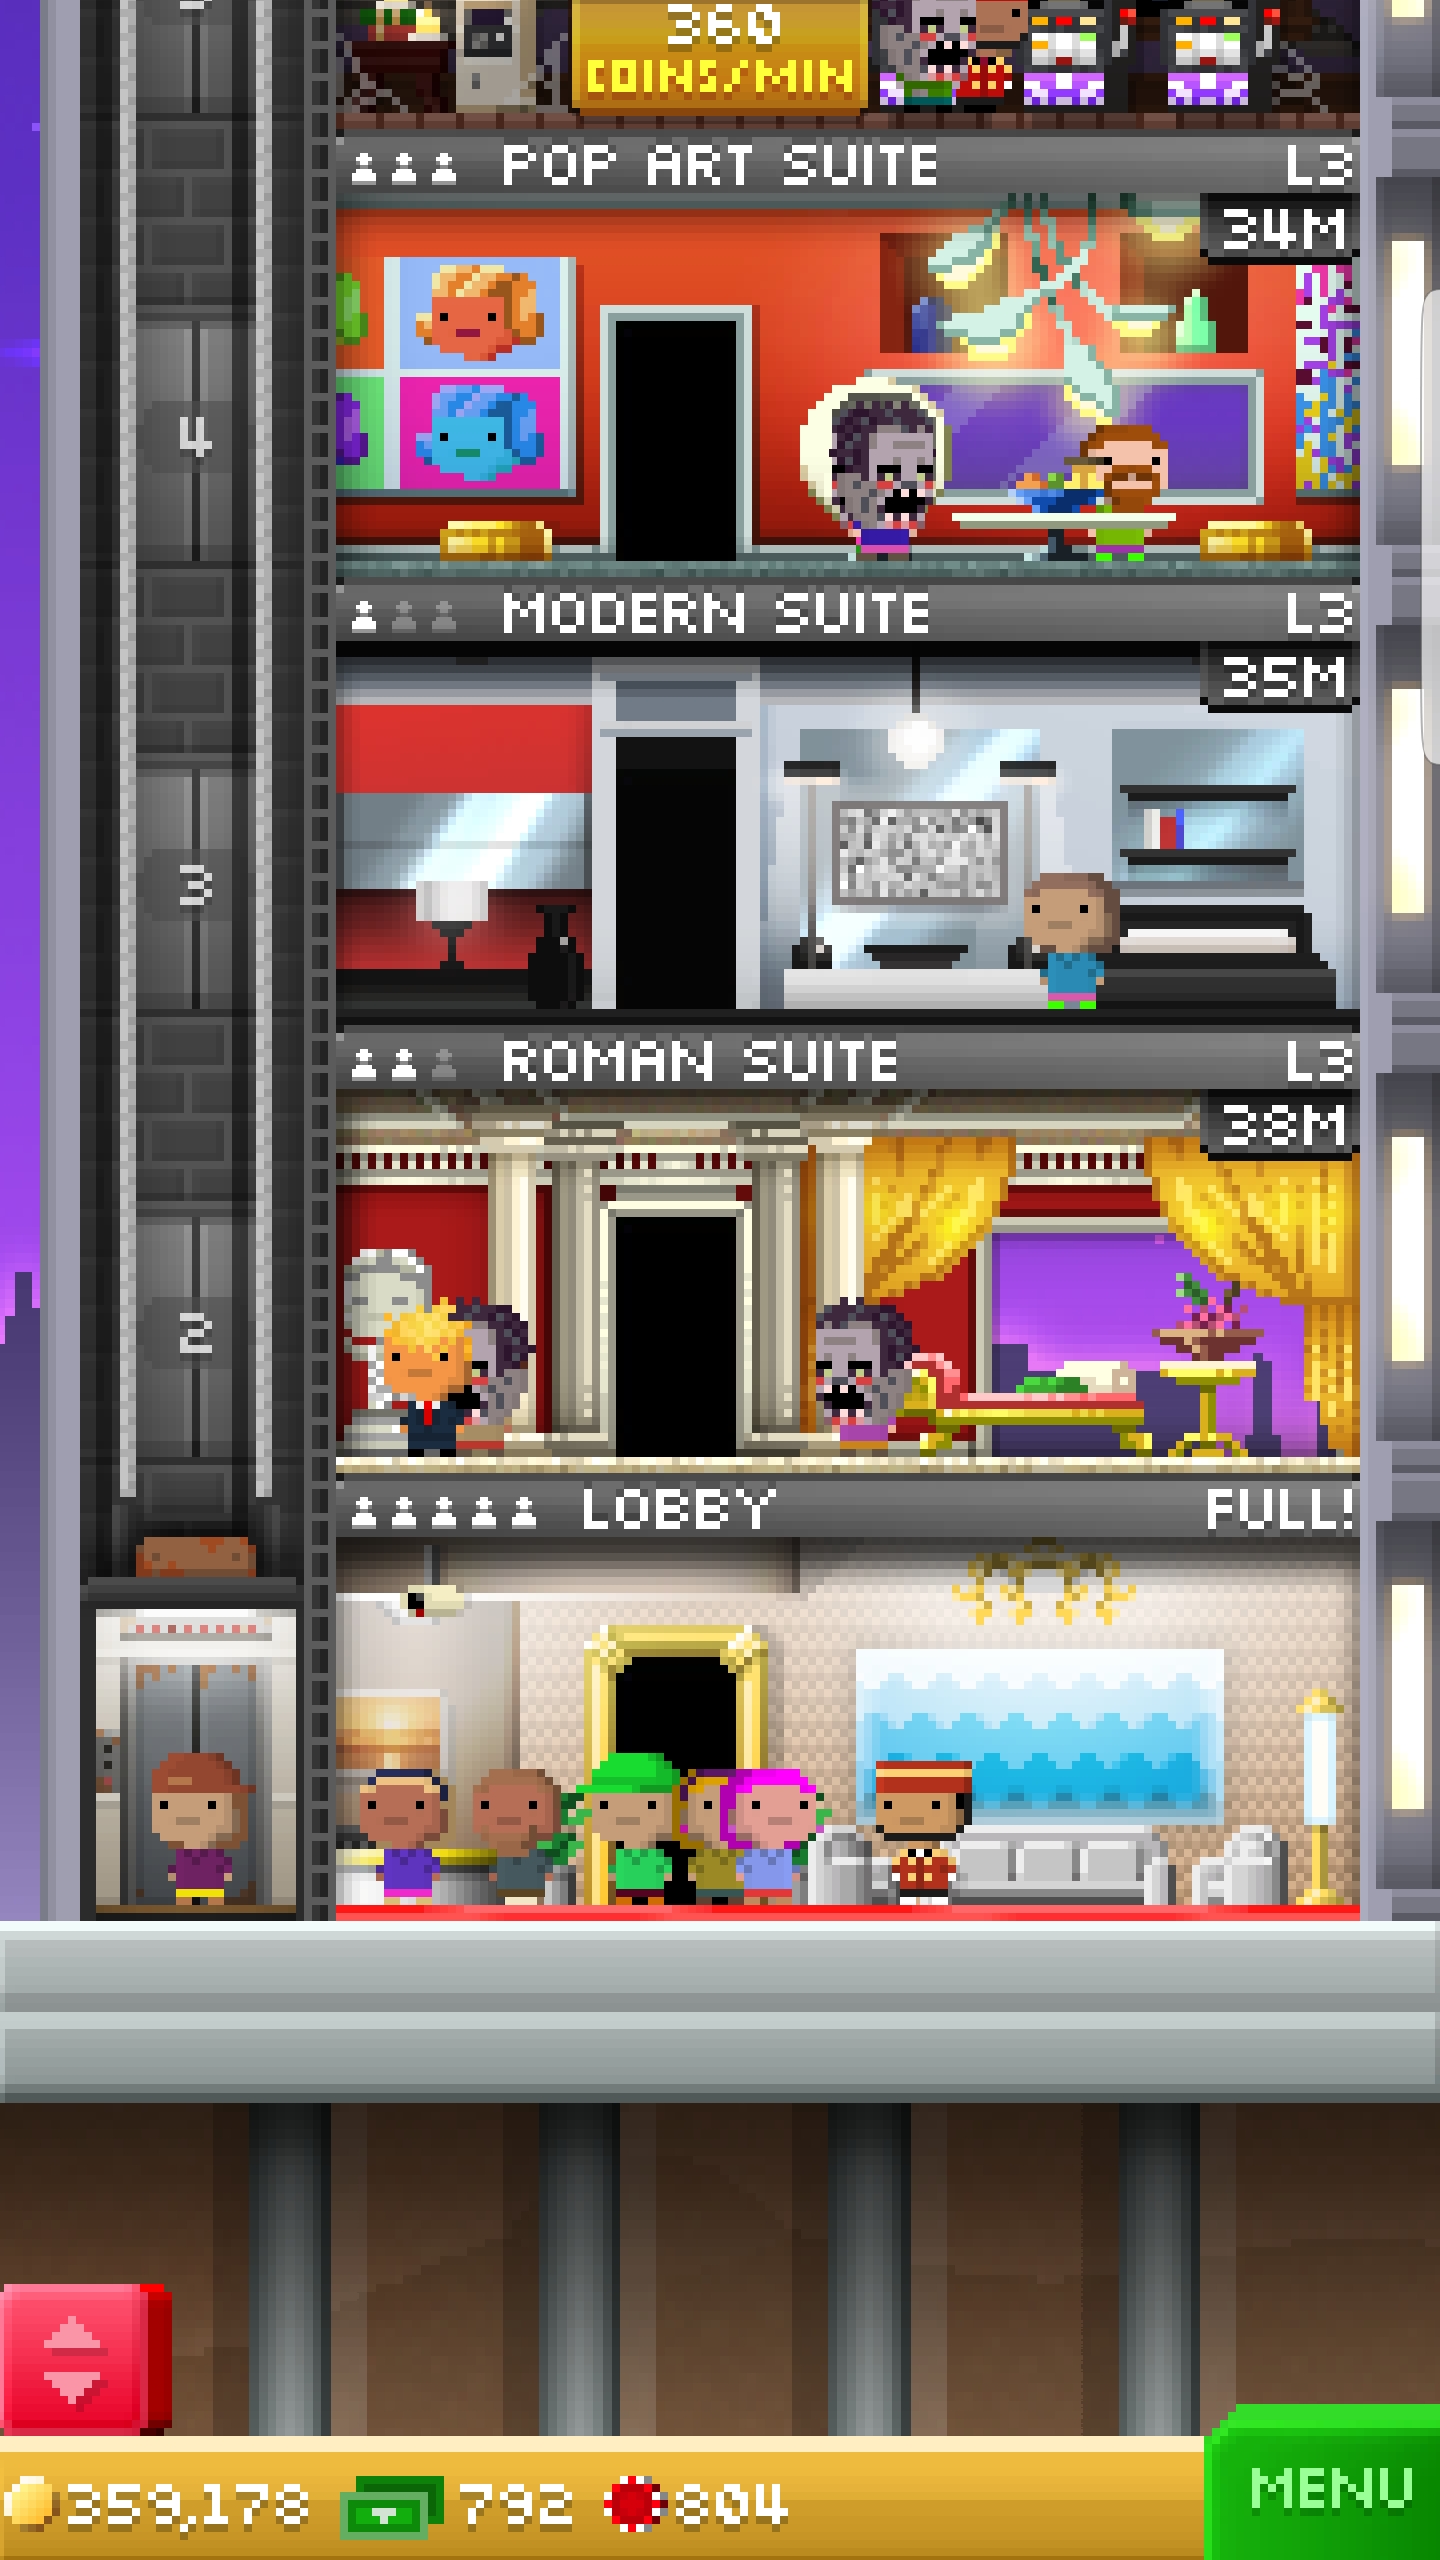 360
COINS/MIN
POP ART SUITE L3
34M
4
MODERN SUITE L3
35M
3
ROMAN SUITE L3
38M
2
LOBBY FULL!
359,178 792 804
MENU